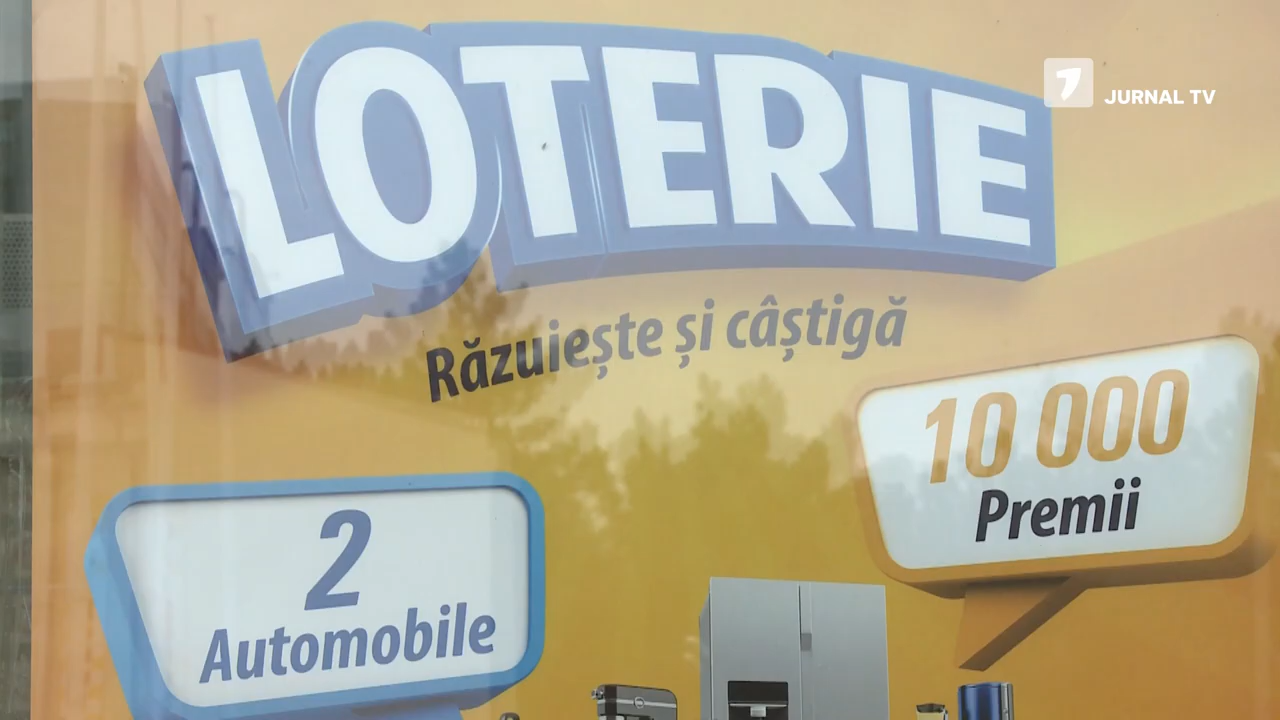 LOTERIE
JURNAL TV
Răzuiește și câștigă
10 000
Premii
2
Automobile